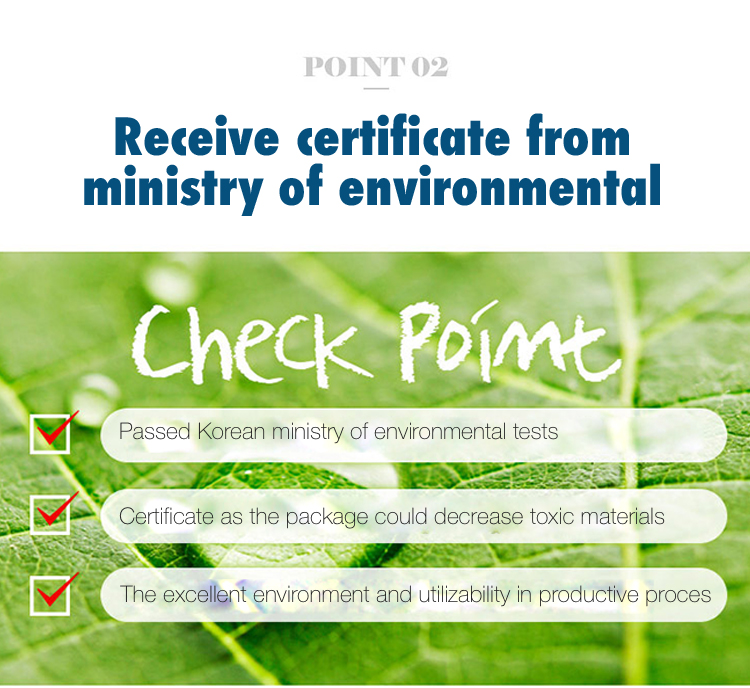 POINT 02
Receive certificate from
ministry of environmental
Check Point
Passed Korean ministry of environmental tests
Certificate as the package could decrease toxic materials
The excellent environment and utilizability in productive proces